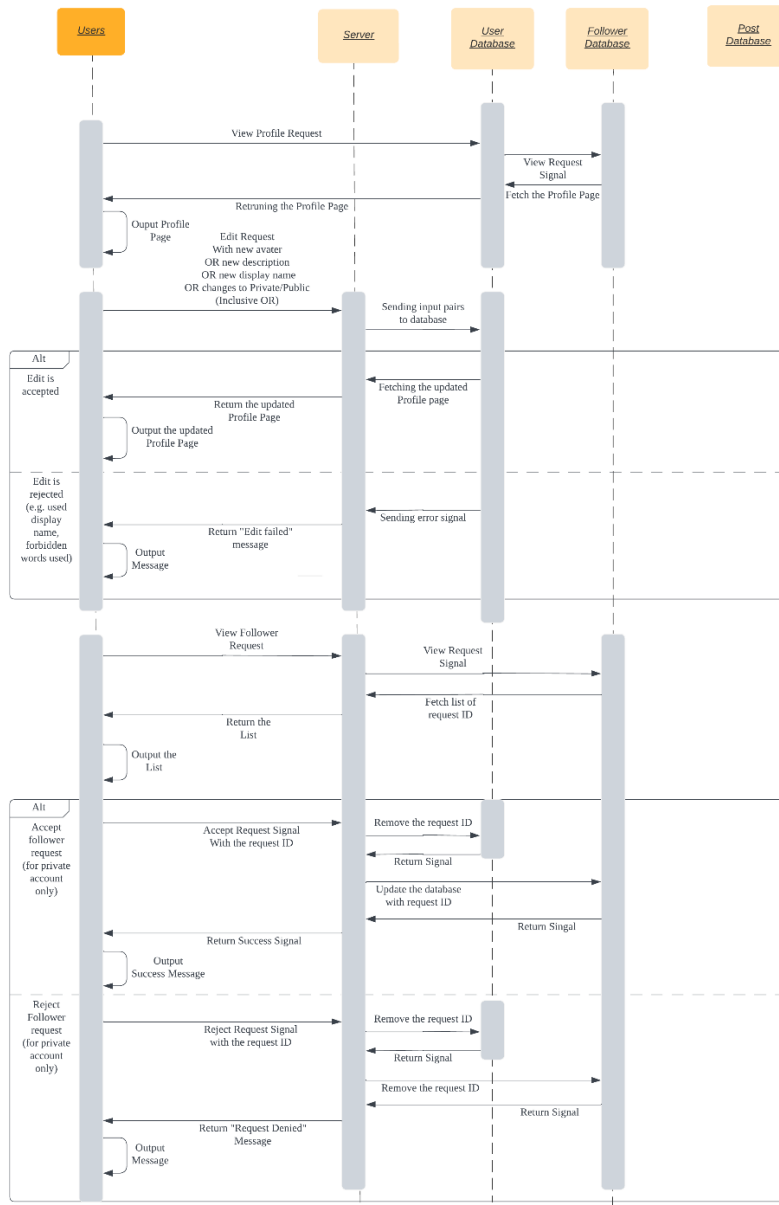 Users
Server
User
Database
Follower
Database
Post
Database
View Profile Request
View Request
Signal
Fetch the Profile Page
Retruning the Profile Page
Ouput Profile
Page
Edit Request
With new avater
OR new description
OR new display name
OR changes to Private/Public
(Inclusive OR)
Sending input pairs
to database
Alt
Edit is
accepted
Fetching the updated
Profile page
Return the updated
Profile Page
Output the updated
Profile Page
Edit is
rejected
(e.g. used
display
name,
forbidden
words used)
Sending error signal
Return "Edit failed"
message
Output
Message
View Follower
Request
View Request
Signal
Fetch list of
request ID
Return the
List
Output the
List
Alt
Accept
follower
request
(for private
account
only)
Accept Request Signal
With the request ID
Remove the request ID
Return Signal
Update the database
with request ID
Return Singal
Return Success Signal
Output
Success Message
Reject
Follower
request
(for private
account
only)
Reject Request Signal
with the request ID
Remove the request ID
Return Signal
Remove the request ID
Return Signal
Return "Request Denied"
Message
Output
Message